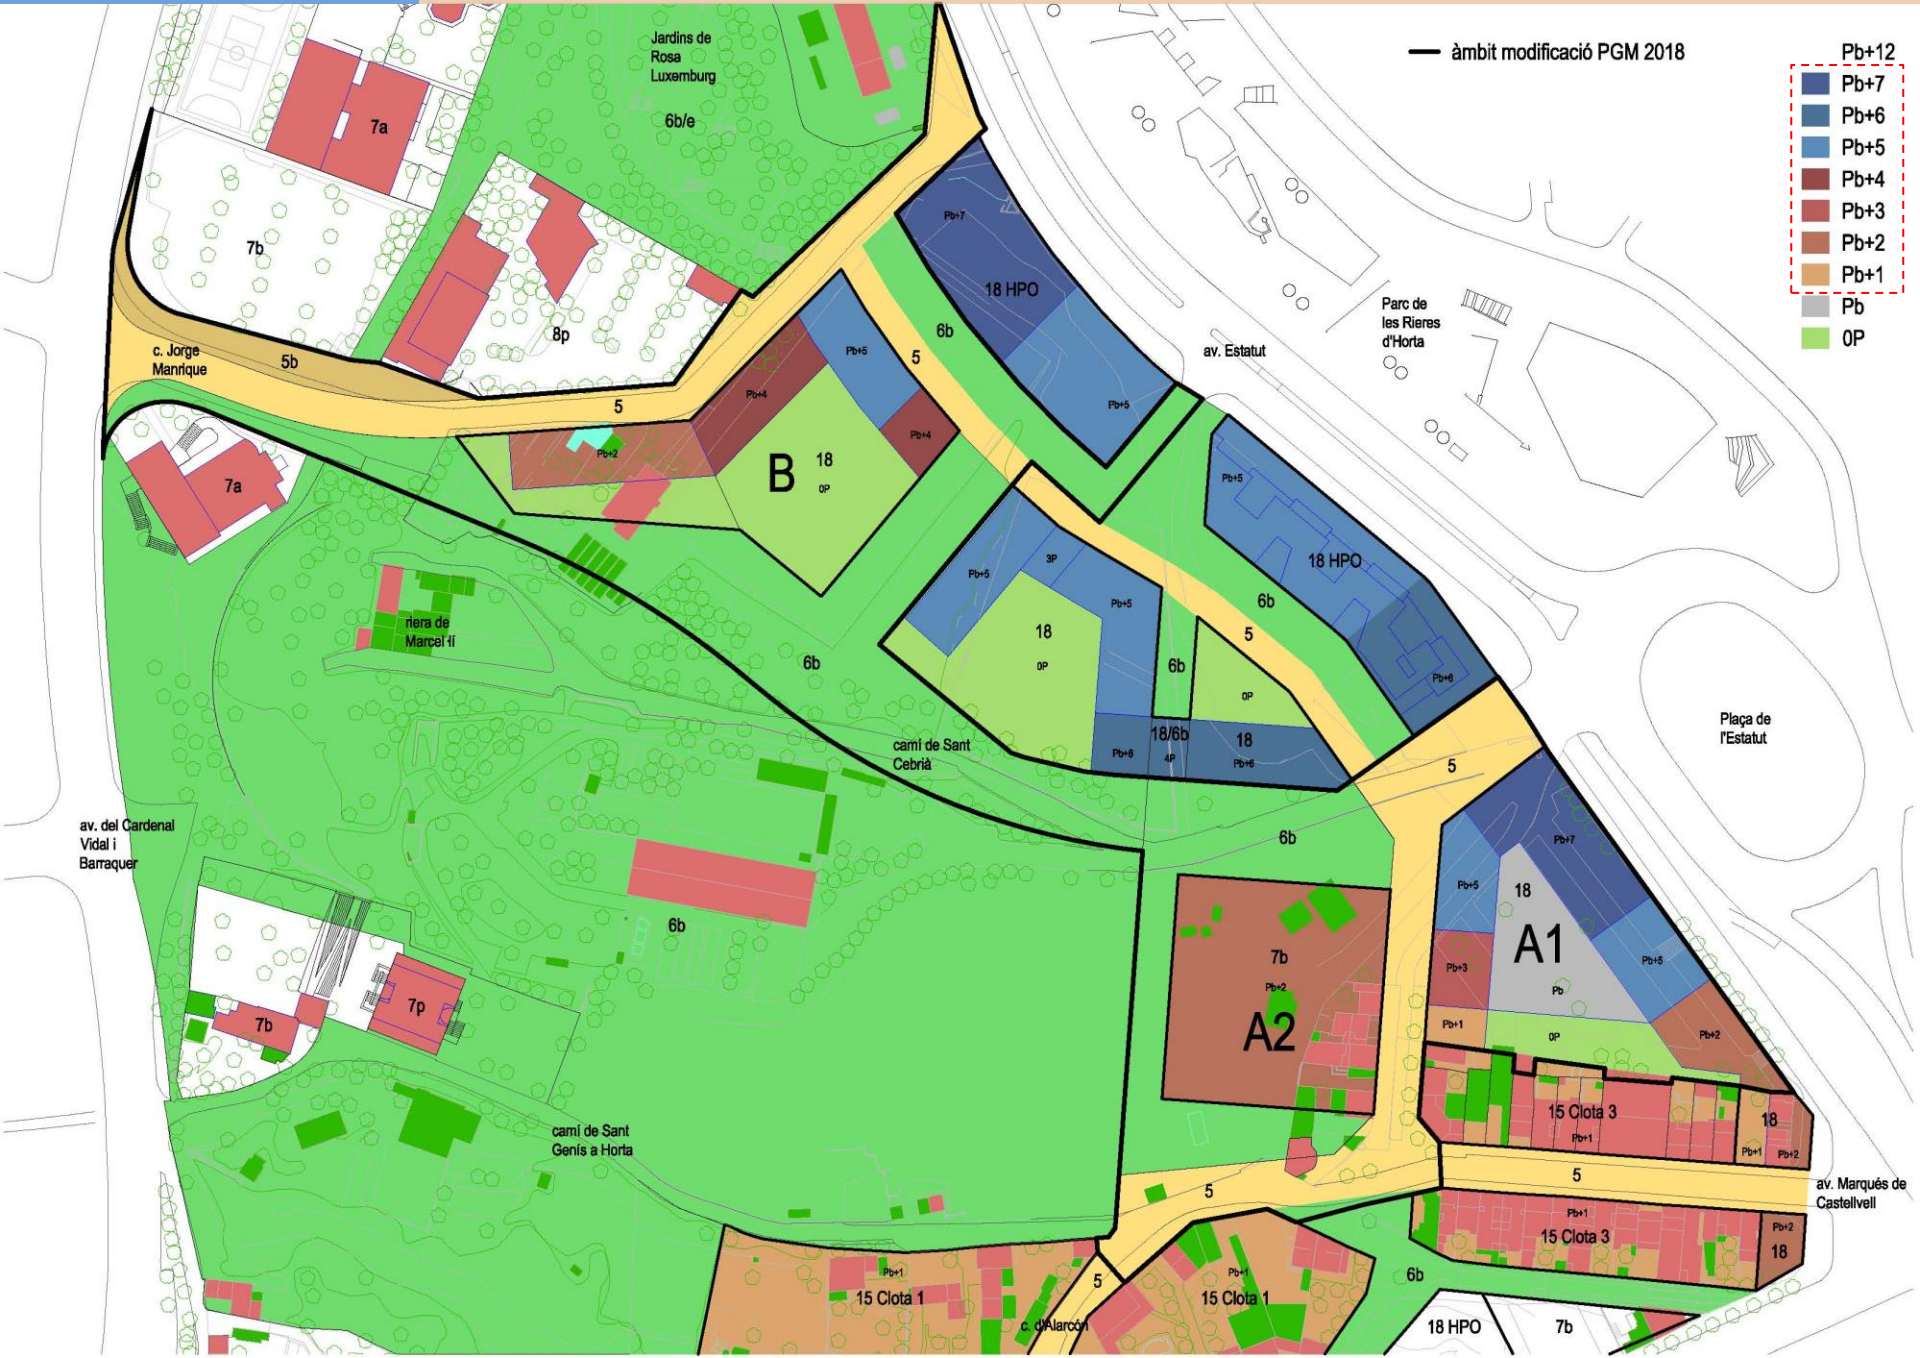 Jardins de
Rosa
Luxemburg
6b/e
àmbit modificació PGM 2018
Pb+12
Pb+7
Pb+6
Pb+5
Pb+4
Pb+3
Pb+2
Pb+1
Pb
0P
7a
7b
8p
c. Jorge
Manrique
5b
5
7a
Pb+7
18 HPO
Pb+5
6b
Parc de
les Rieres
d'Horta
av. Estatut
Pb+5
5
Pb+4
Pb+4
Pb+2
B
18
0P
Pb+5
18 HPO
Pb+6
6b
5
3P
Pb+5
Pb+5
18
0P
6b
0P
18/6b
4P
Pb+6
18
Pb+6
riera de
Marcel·lí
6b
camí de Sant
Cebrià
Plaça de
l'Estatut
5
6b
av. del Cardenal
Vidal i
Barraquer
6b
7p
7b
7b
Pb+2
A2
Pb+7
Pb+5
18
A1
Pb
Pb+3
Pb+5
Pb+1
0P
Pb+2
15 Clota 3
Pb+1
18
Pb+1
Pb+2
camí de Sant
Genís a Horta
5
5
av. Marqués de
Castellvell
Pb+1
15 Clota 3
Pb+2
18
6b
Pb+1
15 Clota 1
5
c. d'Alarcón
Pb+1
15 Clota 1
18 HPO
7b